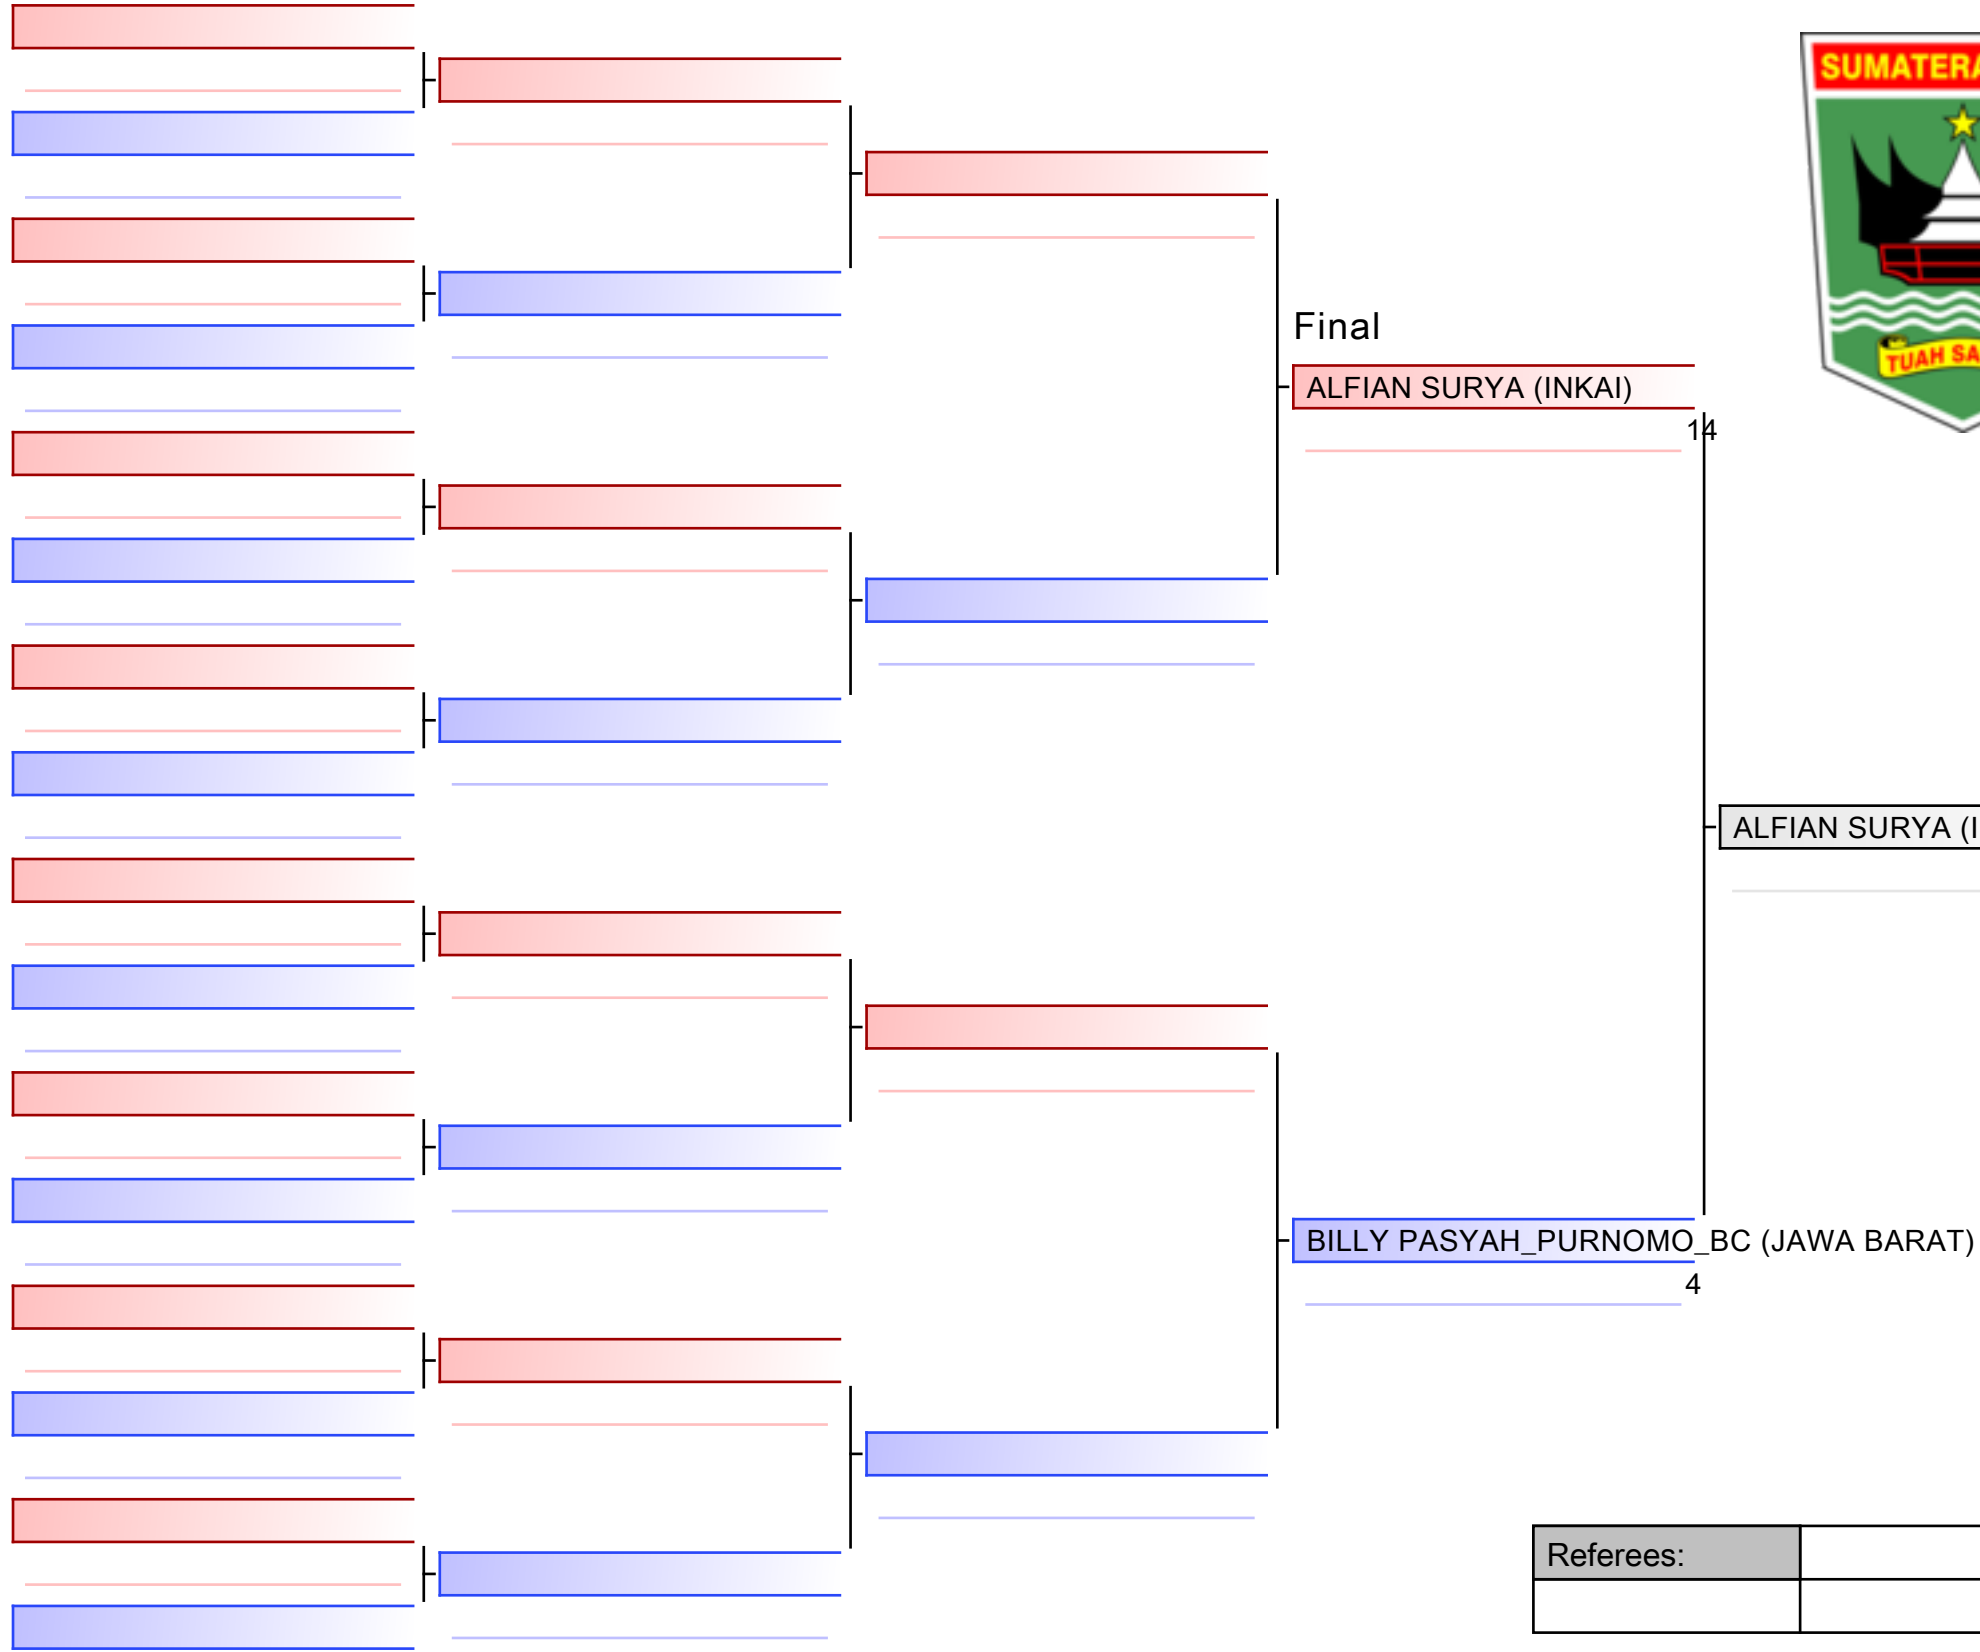 SUMATERA
TUAH SA
Final
ALFIAN SURYA (INKAI)
14
ALFIAN SURYA (I
BILLY PASYAH_PURNOMO_BC (JAWA BARAT)
4
Referees: